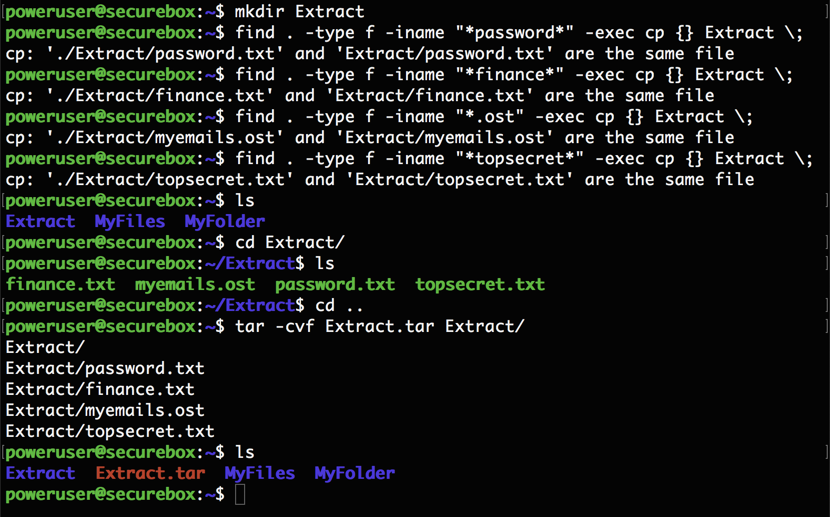 poweruser@securebox:~$ mkdir Extract
poweruser@securebox:~$ find . -type f -iname "*password*" -exec cp {} Extract \;
cp: './Extract/password.txt' and 'Extract/password.txt' are the same file
poweruser@securebox:~$ find . -type f -iname "*finance*" -exec cp {} Extract \;
cp: './Extract/finance.txt' and 'Extract/finance.txt' are the same file
poweruser@securebox:~$ find . -type f -iname "*.ost" -exec cp {} Extract \;
cp: './Extract/myemails.ost' and 'Extract/myemails.ost' are the same file
poweruser@securebox:~$ find . -type f -iname "*topsecret*" -exec cp {} Extract \;
cp: './Extract/topsecret.txt' and 'Extract/topsecret.txt' are the same file
poweruser@securebox:~$ ls
Extract  MyFiles  MyFolder
poweruser@securebox:~$ cd Extract/
poweruser@securebox:~/Extract$ ls
finance.txt  myemails.ost  password.txt  topsecret.txt
poweruser@securebox:~/Extract$ cd ..
poweruser@securebox:~$ tar -cvf Extract.tar Extract/
Extract/
Extract/password.txt
Extract/finance.txt
Extract/myemails.ost
Extract/topsecret.txt
poweruser@securebox:~$ ls
Extract  Extract.tar  MyFiles  MyFolder
poweruser@securebox:~$